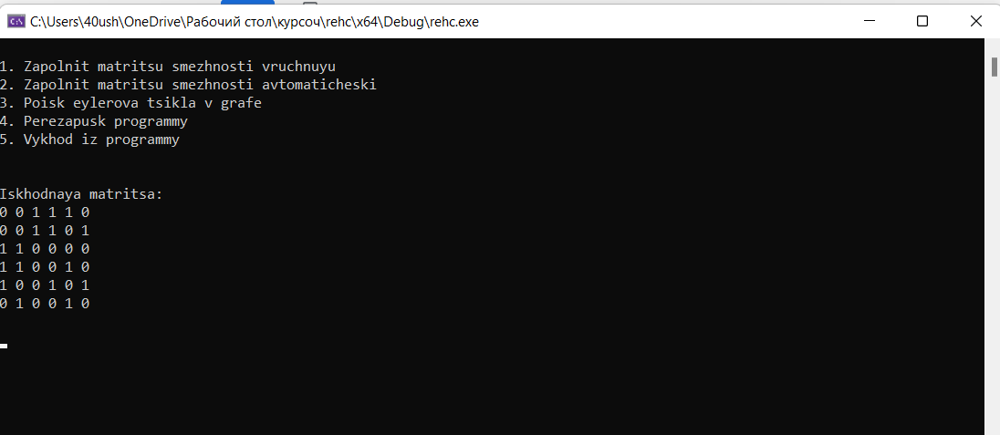 C:\Users\40ush\OneDrive\Рабочий стол\курсоч\rehc\x64\Debug\rehc.exe
1. Zapolnit matritsu smezhnosti vruchnuyu
2. Zapolnit matritsu smezhnosti avtomaticheski
3. Poisk eylerova tsikla v grafe
4. Perezapusk programmy
5. Vykhod iz programmy
Iskhodnaya matritsa:
0 0 1 1 1 0
0 0 1 1 0 1
1 1 0 0 0 0
1 1 0 0 1 0
1 0 0 1 0 1
0 1 0 0 1 0